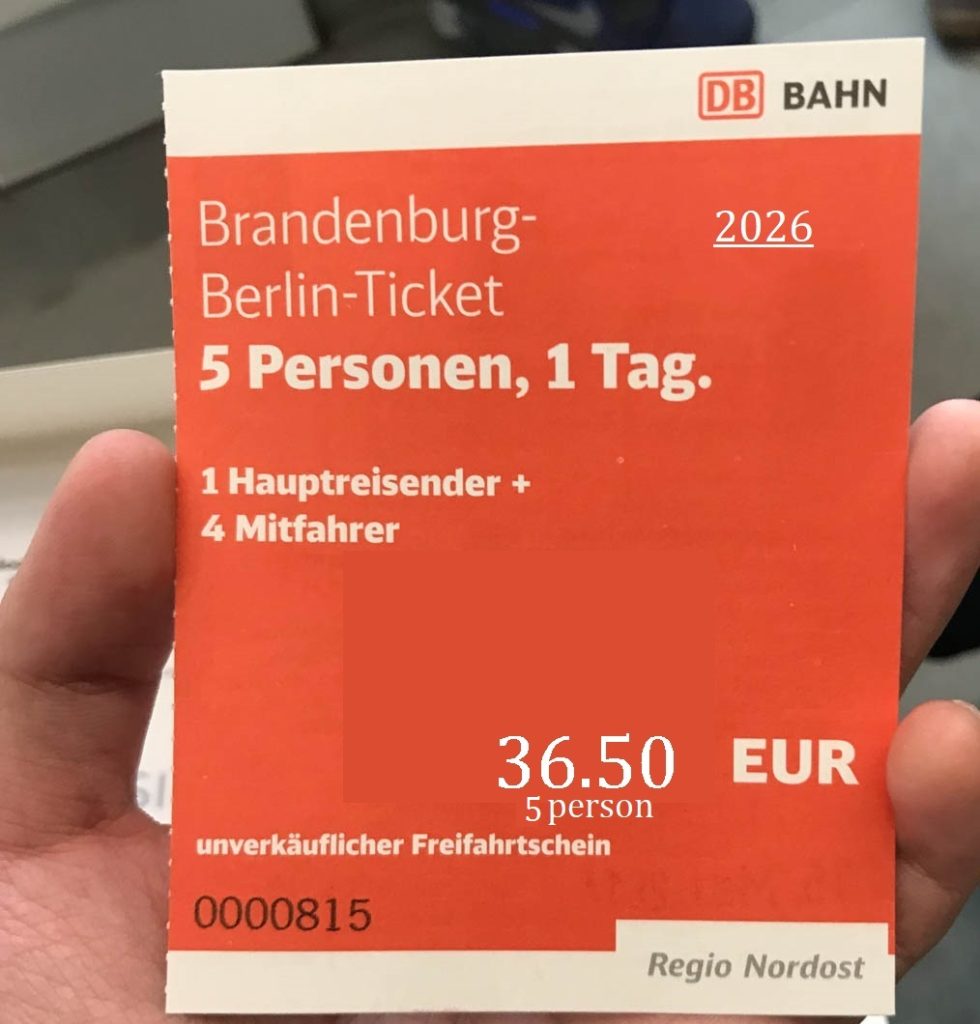 DB BAHN
Brandenburg-
2026
Berlin-Ticket
5 Personen, 1 Tag.
1 Hauptreisender +
4 Mitfahrer
36.50 EUR
5 person
unverkäuflicher Freifahrtschein
0000815
Regio Nordost